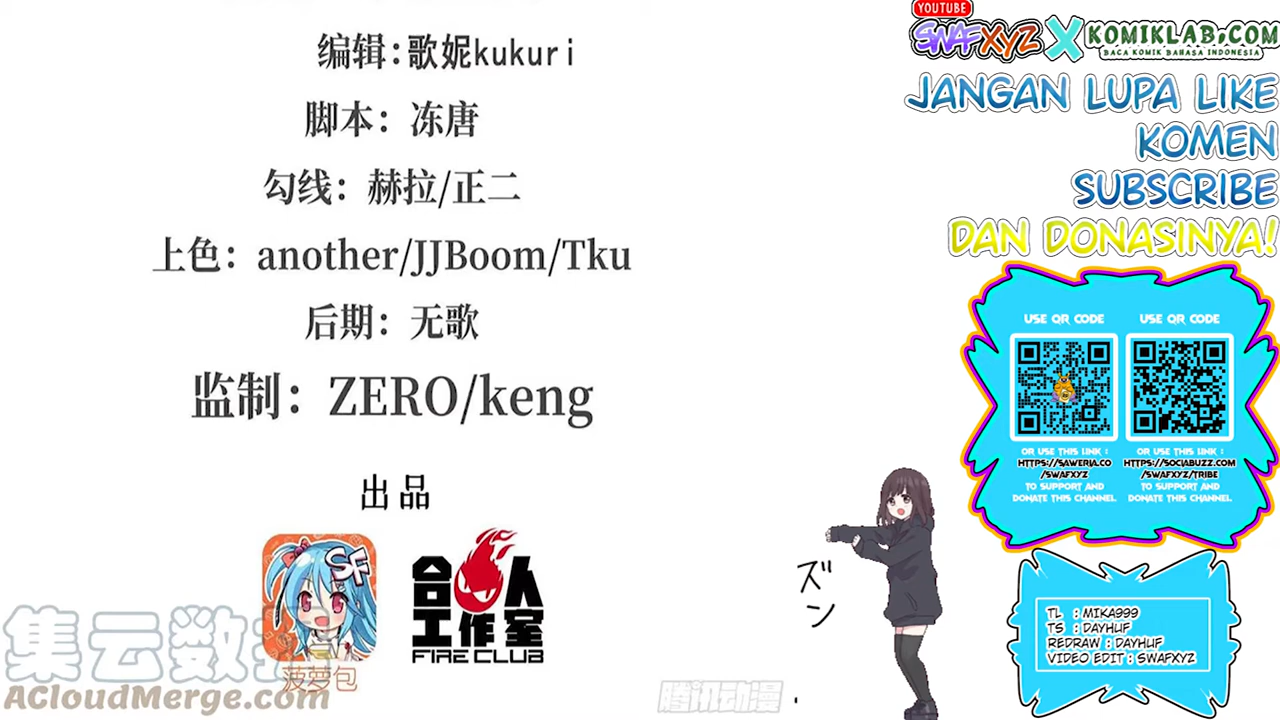 编辑:歌妮kukuri
脚本：冻唐
勾线：赫拉/正二
上色：another/JJBoom/Tku
后期：无歌
监制：ZERO/keng
出品
SF
菠萝包
合火人
工作室
FIRE CLUB
集云数据
ACloudMerge.com
腾讯动漫
ズン
YOUTUBE
SWAFXYZ X KOMIKLAB.COM
BACA KOMIK BAHASA INDONESIA
JANGAN LUPA LIKE
KOMEN
SUBSCRIBE
DAN DONASINYA!
USE QR CODE
OR USE THIS LINK :
HTTPS://SAWERIA.CO
/SWAFXYZ
TO SUPPORT AND
DONATE THIS CHANNEL
USE QR CODE
OR USE THIS LINK :
HTTPS://SOCIABUZZ.COM
/SWAFXYZ/TRIBE
TO SUPPORT AND
DONATE THIS CHANNEL
TL : MIKA999
TS : DAYHUF
REDRAW : DAYHUF
VIDEO EDIT : SWAFXYZ